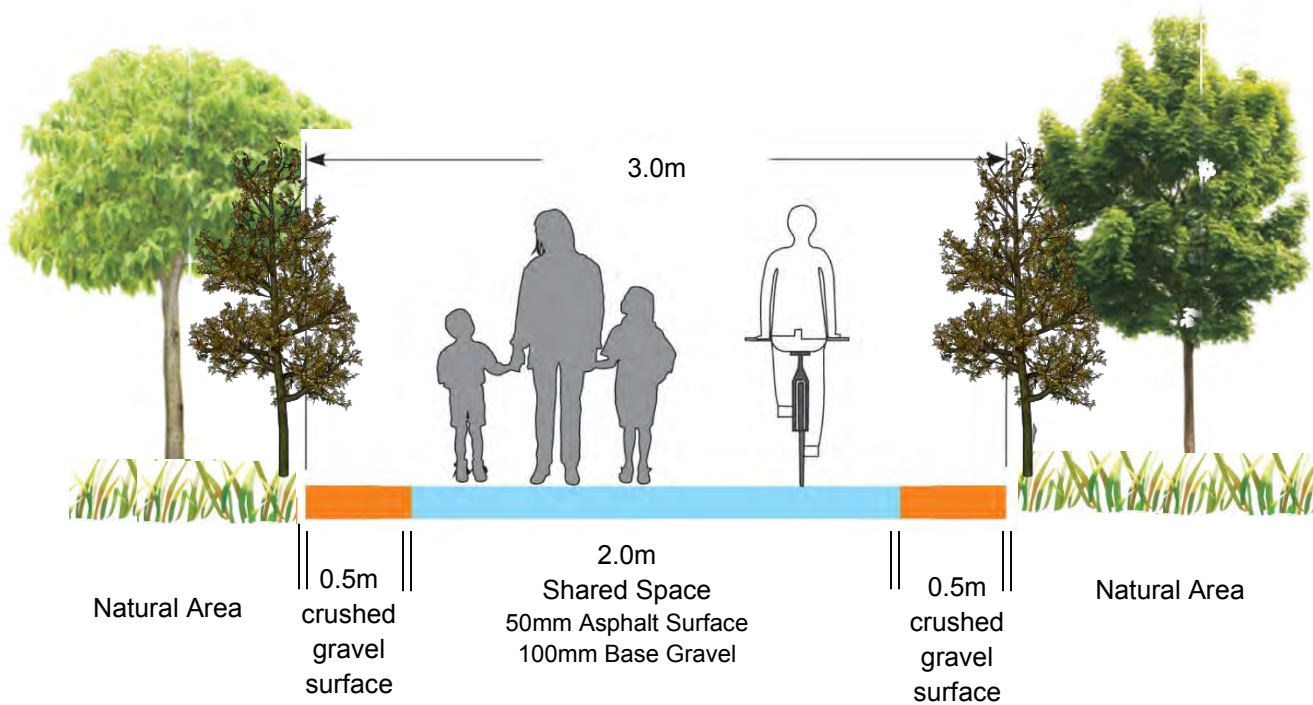 3.0m
Natural Area
0.5m
crushed
gravel
surface
2.0m
Shared Space
50mm Asphalt Surface
100mm Base Gravel
0.5m
crushed
gravel
surface
Natural Area